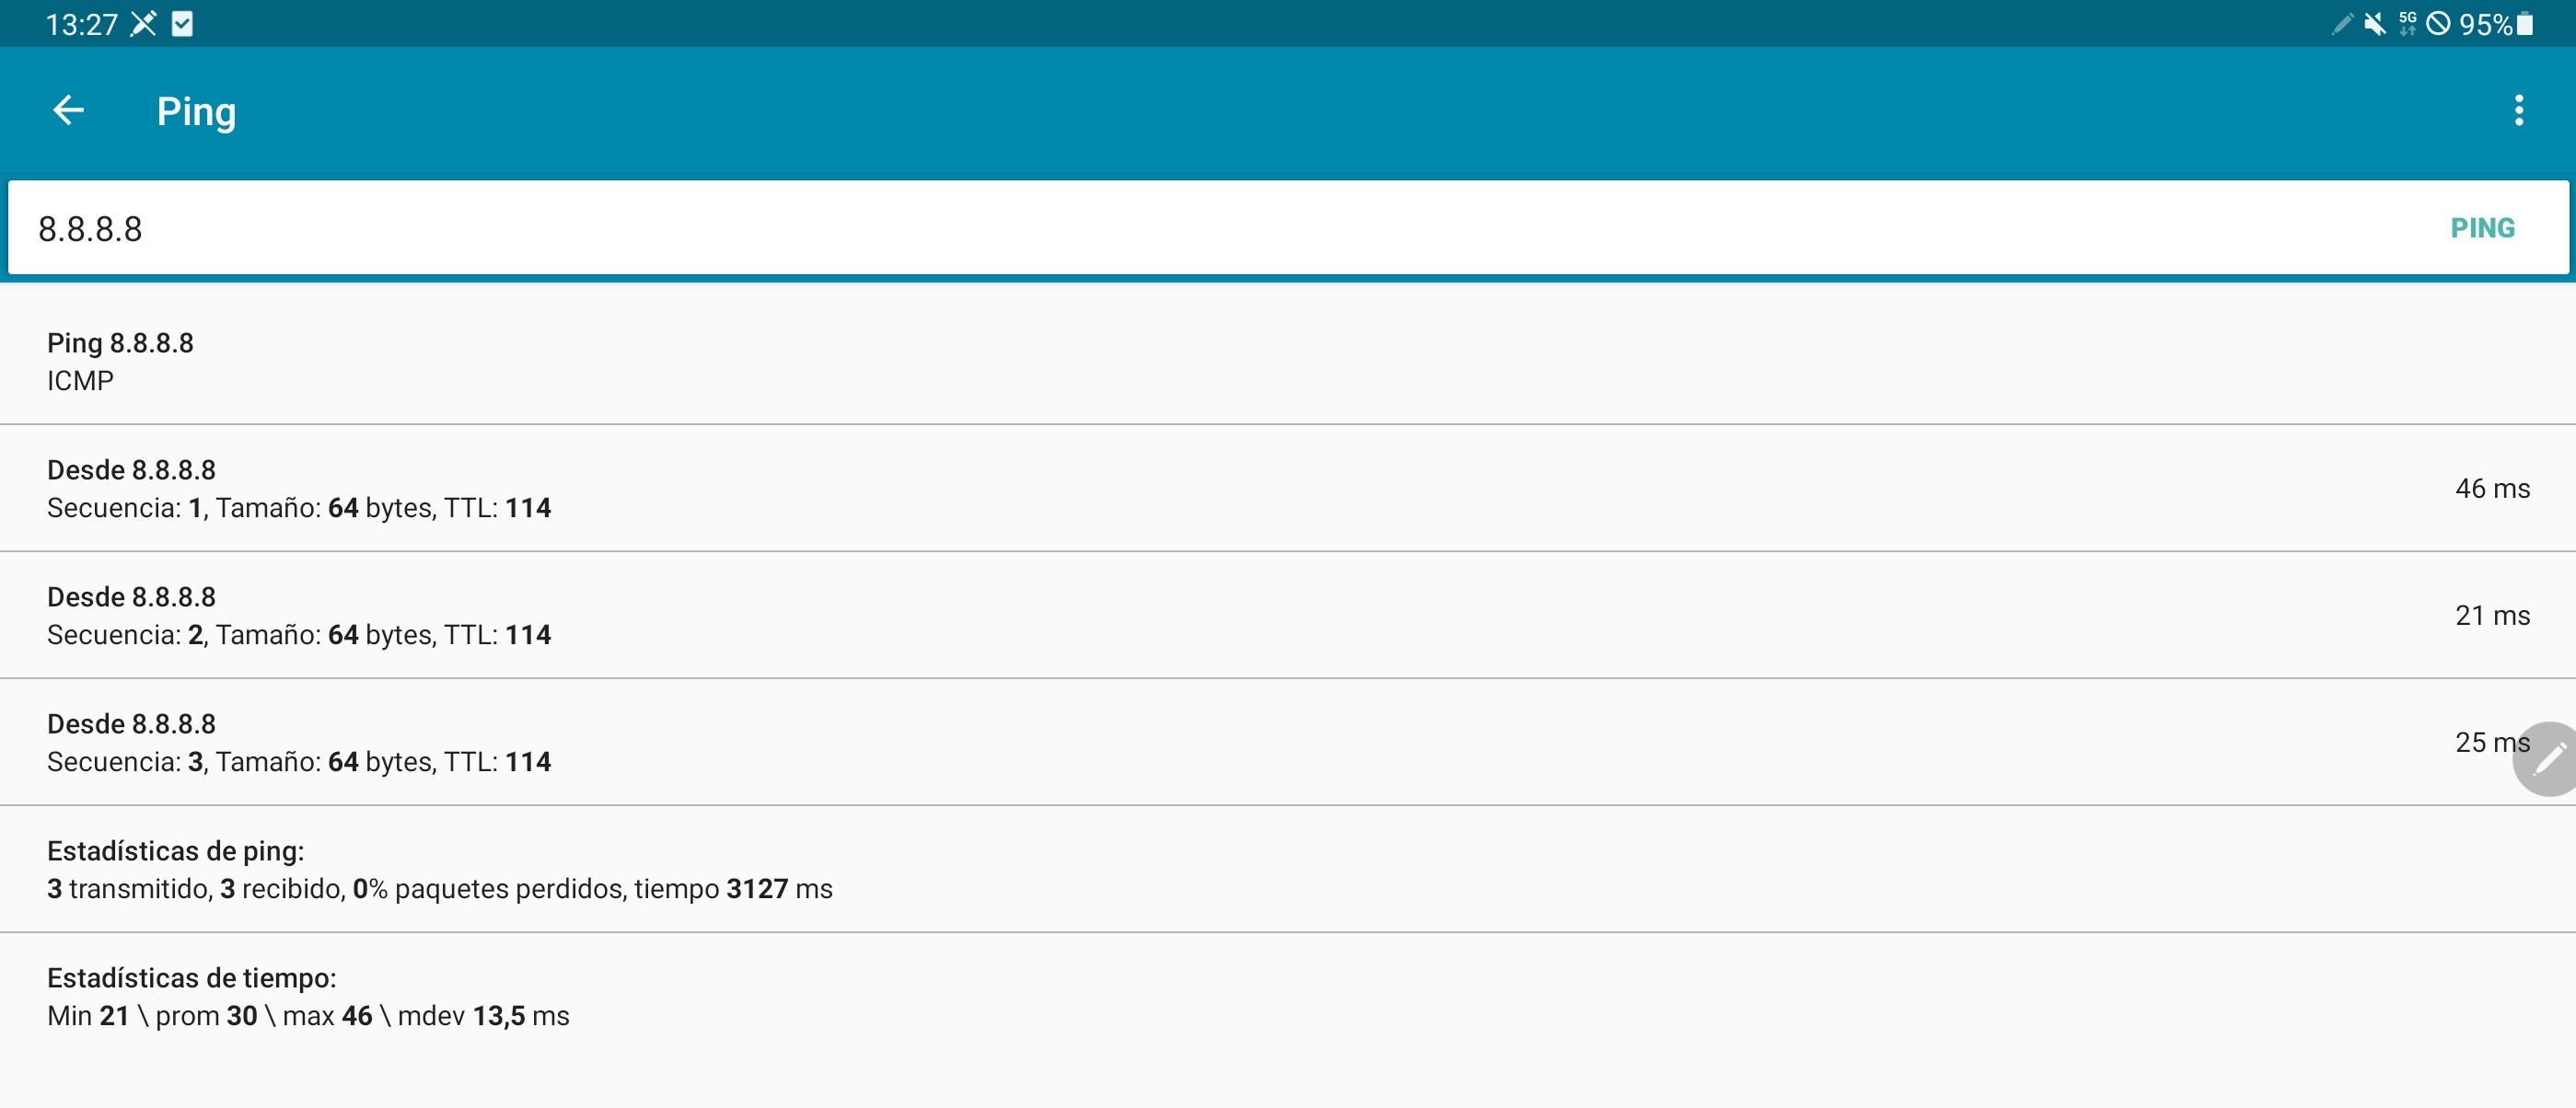 13:27
5G
95%
Ping
8.8.8.8 PING
Ping 8.8.8.8
ICMP
Desde 8.8.8.8
Secuencia: 1, Tamaño: 64 bytes, TTL: 114
46 ms
Desde 8.8.8.8
Secuencia: 2, Tamaño: 64 bytes, TTL: 114
21 ms
Desde 8.8.8.8
Secuencia: 3, Tamaño: 64 bytes, TTL: 114
25 ms
Estadísticas de ping:
3 transmitido, 3 recibido, 0% paquetes perdidos, tiempo 3127 ms
Estadísticas de tiempo:
Min 21 \ prom 30 \ max 46 \ mdev 13,5 ms